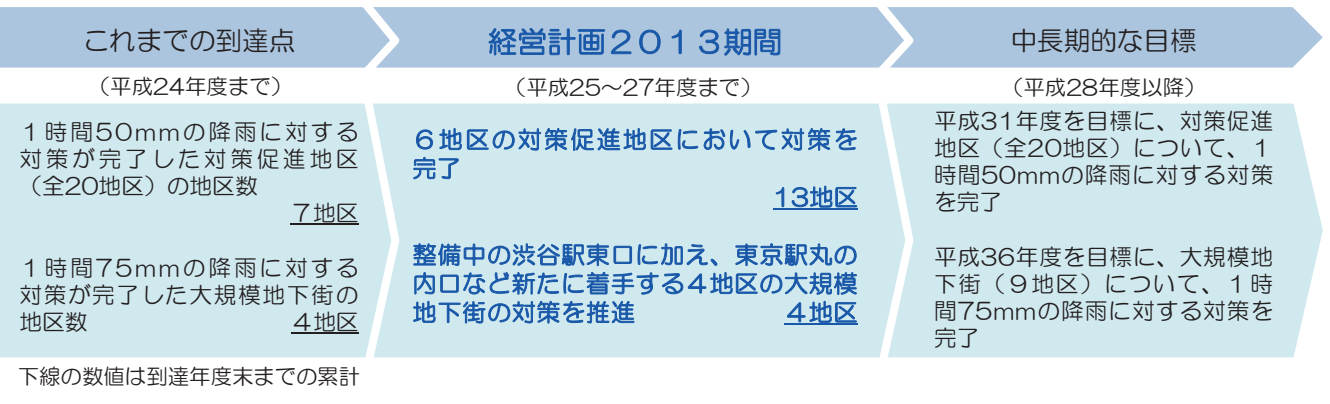 これまでの到達点
経営計画２０１３期間
中長期的な目標
（平成24年度まで）
（平成25～27年度まで）
（平成28年度以降）
１時間50mmの降雨に対する
対策が完了した対策促進地区
（全20地区）の地区数
７地区
１時間75mmの降雨に対する
対策が完了した大規模地下街の
地区数　４地区
６地区の対策促進地区において対策を
完了
13地区
整備中の渋谷駅東口に加え、東京駅丸の
内口など新たに着手する４地区の大規模
地下街の対策を推進　４地区
平成31年度を目標に、対策促進
地区（全20地区）について、１
時間50mmの降雨に対する対策
を完了
平成36年度を目標に、大規模地
下街（９地区）について、１時
間75mmの降雨に対する対策を
完了
下線の数値は到達年度末までの累計